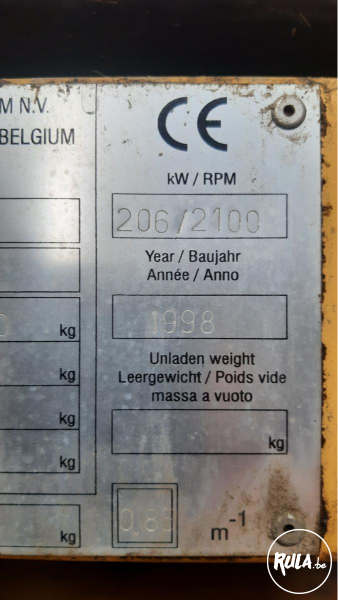 M N.V.
BELGIUM
CE
kW / RPM
206/2100
Year / Baujahr
Année / Anno
1998
kg
Unladen weight
Leergewicht / Poids vide
massa a vuoto
kg
kg
kg
kg
kg
m-1
RULA.be